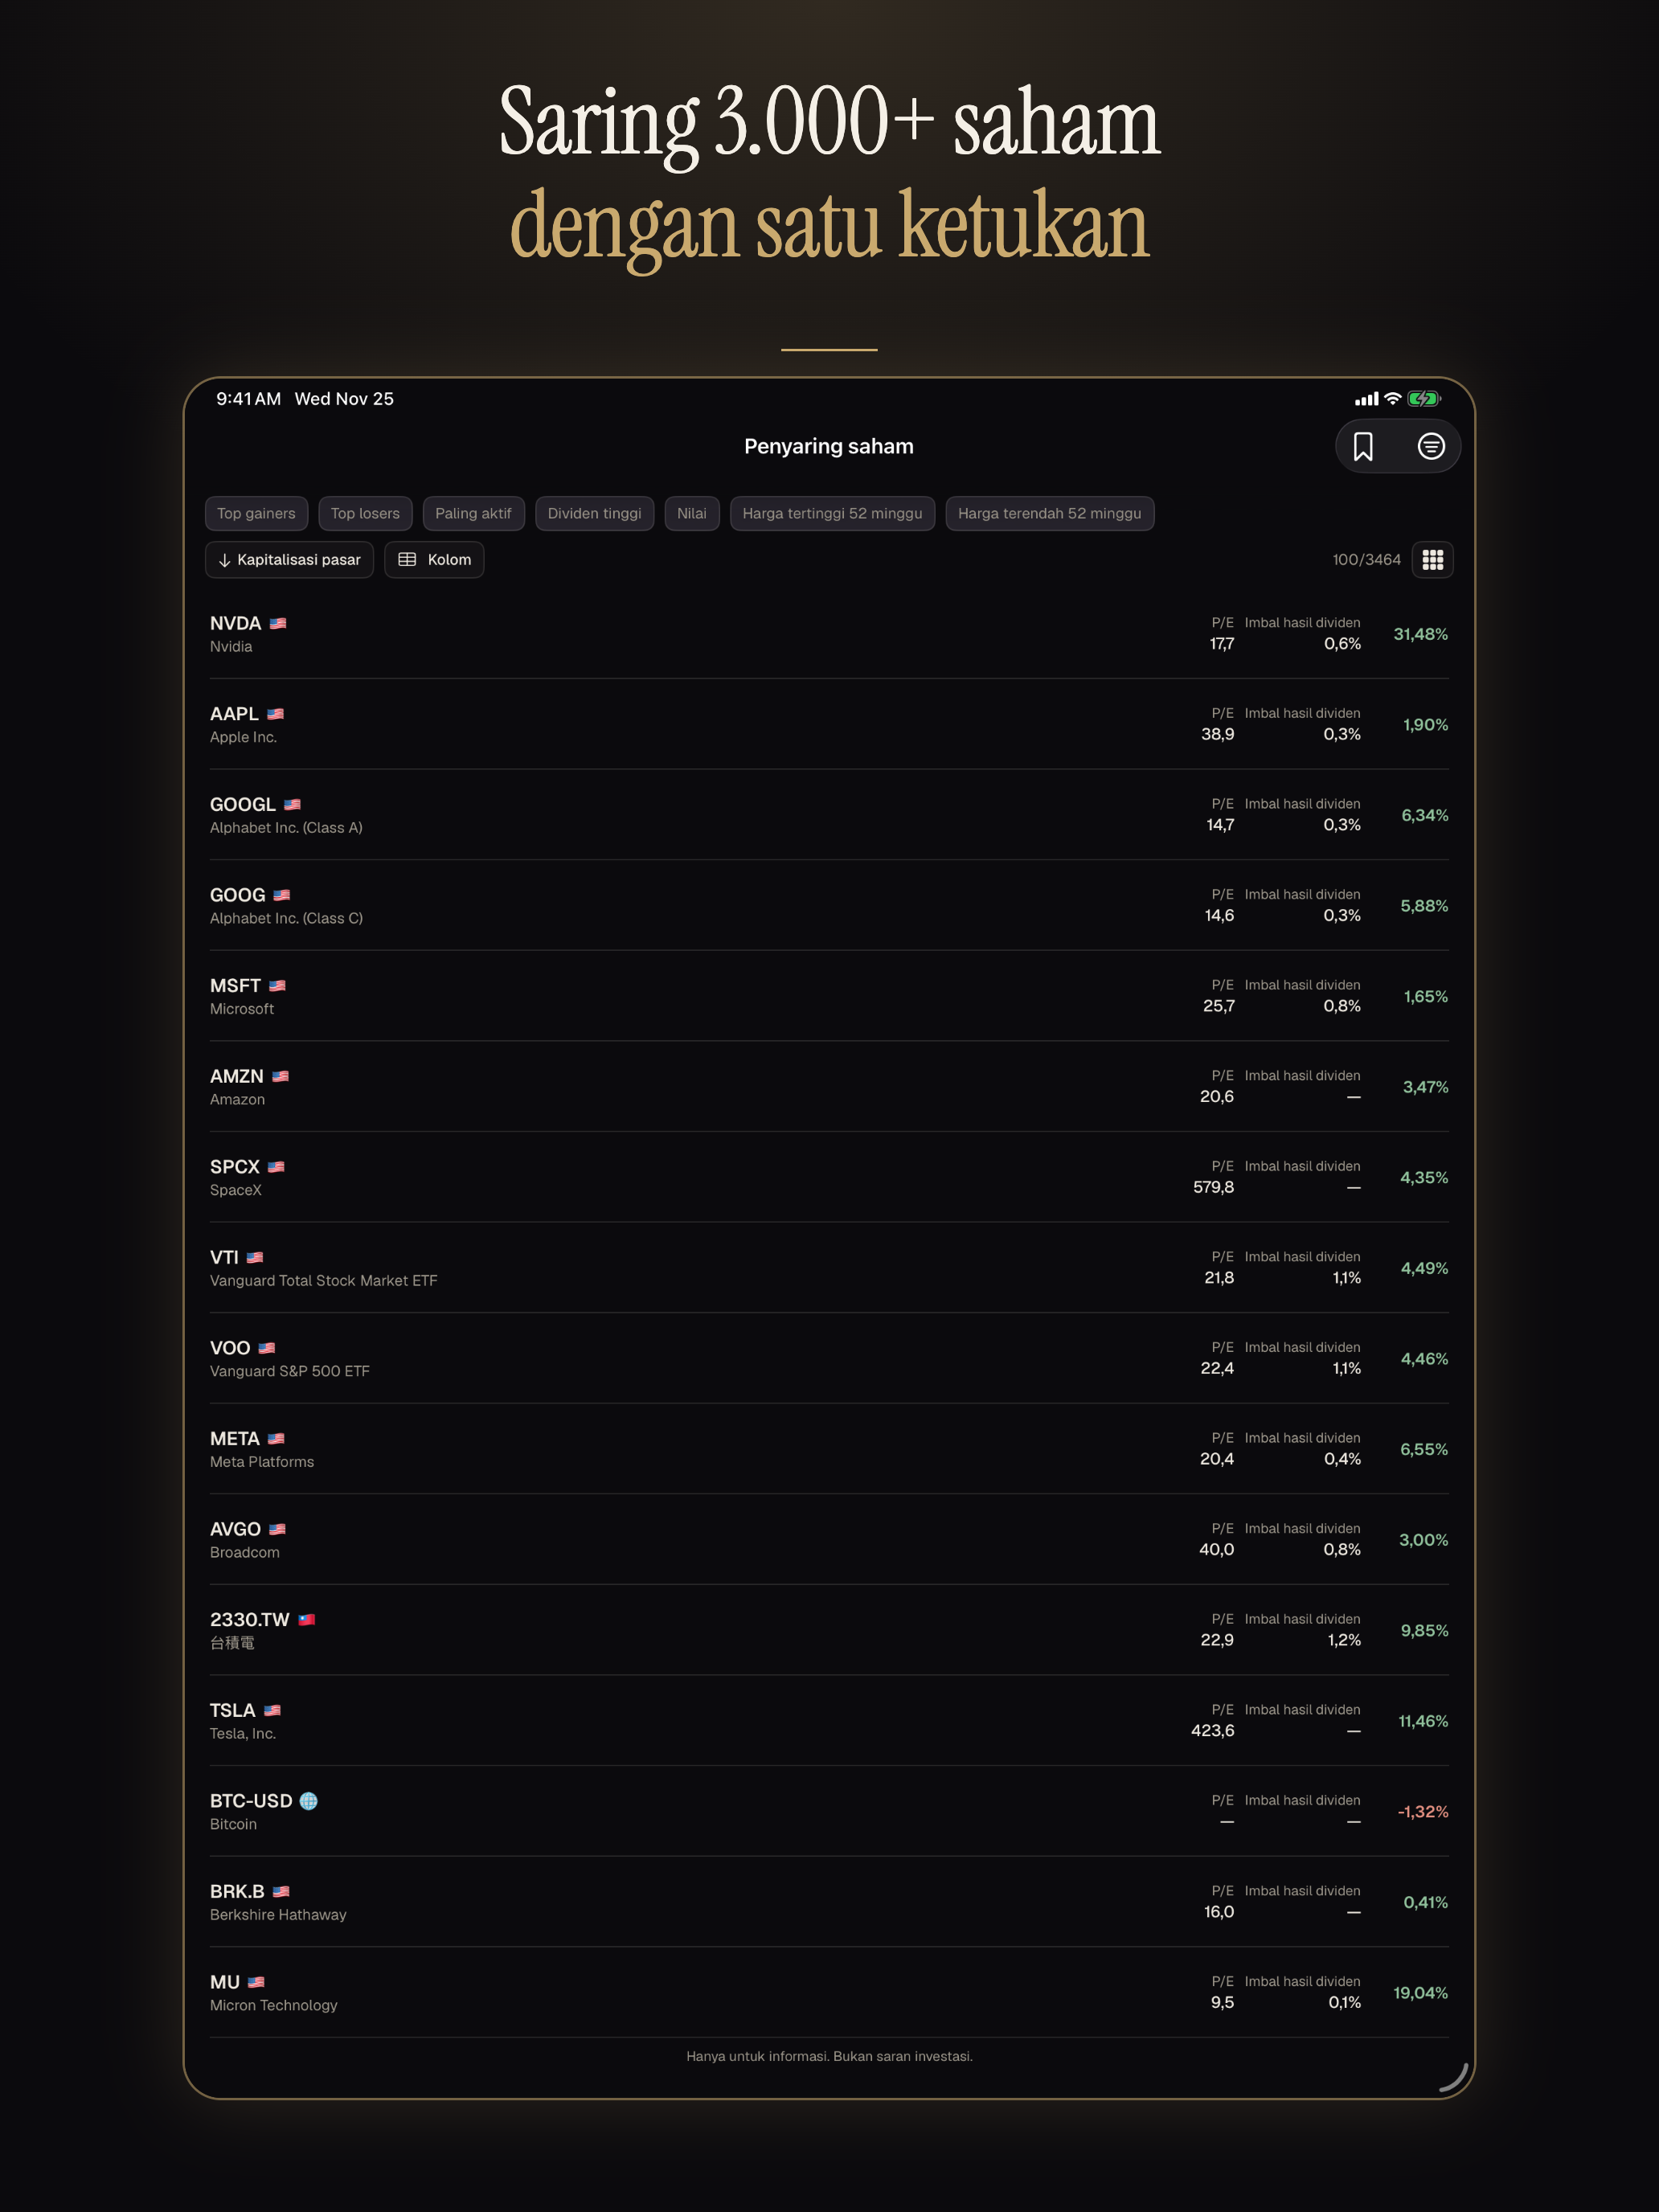 Saring 3.000+ saham
dengan satu ketukan
9:41 AM Wed Nov 25
Penyaring saham
Top gainers Top losers Paling aktif Dividen tinggi Nilai Harga tertinggi 52 minggu Harga terendah 52 minggu
↓ Kapitalisasi pasar Kolom 100/3464
NVDA P/E Imbal hasil dividen 31,48%
Nvidia 17,7 0,6%
AAPL P/E Imbal hasil dividen 1,90%
Apple Inc. 38,9 0,3%
GOOGL P/E Imbal hasil dividen 6,34%
Alphabet Inc. (Class A) 14,7 0,3%
GOOG P/E Imbal hasil dividen 5,88%
Alphabet Inc. (Class C) 14,6 0,3%
MSFT P/E Imbal hasil dividen 1,65%
Microsoft 25,7 0,8%
AMZN P/E Imbal hasil dividen 3,47%
Amazon 20,6 —
SPCX P/E Imbal hasil dividen 4,35%
SpaceX 579,8 —
VTI P/E Imbal hasil dividen 4,49%
Vanguard Total Stock Market ETF 21,8 1,1%
VOO P/E Imbal hasil dividen 4,46%
Vanguard S&P 500 ETF 22,4 1,1%
META P/E Imbal hasil dividen 6,55%
Meta Platforms 20,4 0,4%
AVGO P/E Imbal hasil dividen 3,00%
Broadcom 40,0 0,8%
2330.TW P/E Imbal hasil dividen 9,85%
台積電 22,9 1,2%
TSLA P/E Imbal hasil dividen 11,46%
Tesla, Inc. 423,6 —
BTC-USD P/E Imbal hasil dividen -1,32%
Bitcoin — —
BRK.B P/E Imbal hasil dividen 0,41%
Berkshire Hathaway 16,0 —
MU P/E Imbal hasil dividen 19,04%
Micron Technology 9,5 0,1%
Hanya untuk informasi. Bukan saran investasi.